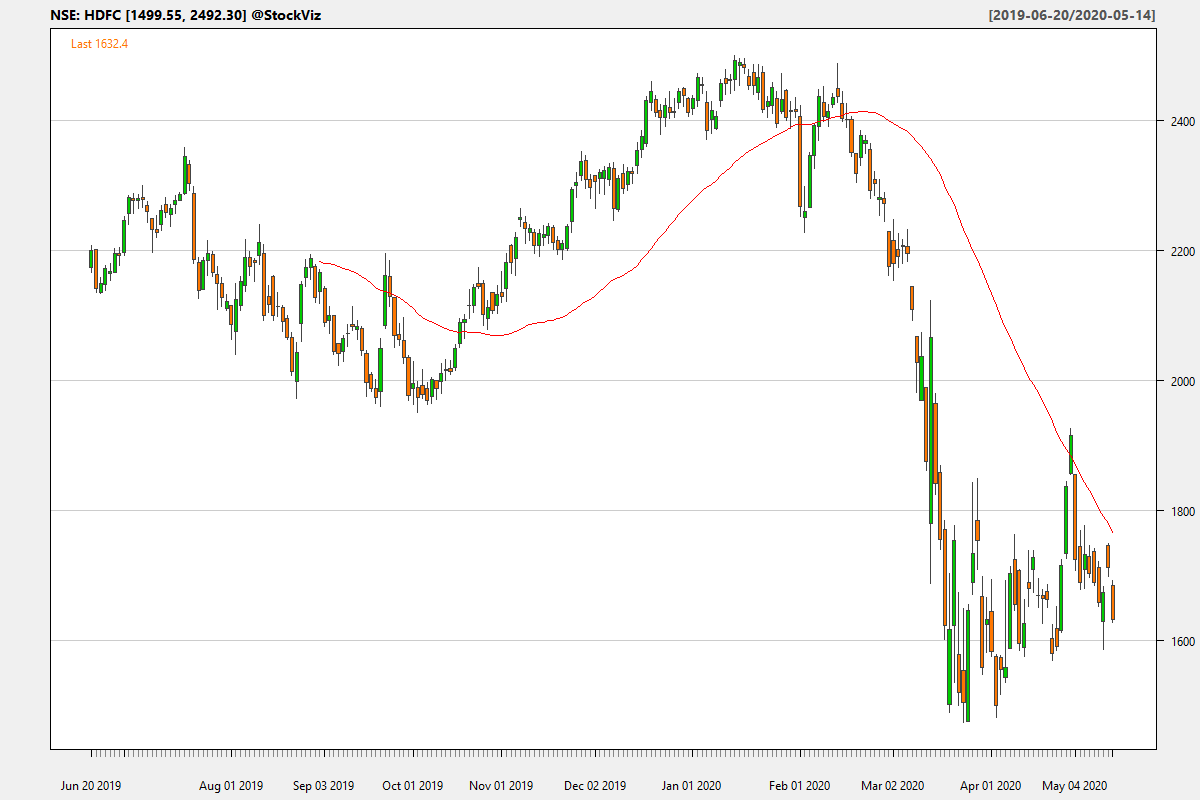 NSE: HDFC [1499.55, 2492.30] @StockViz
[2019-06-20/2020-05-14]
Last 1632.4
2400
2200
2000
1800
1600
Jun 20 2019 Aug 01 2019 Sep 03 2019 Oct 01 2019 Nov 01 2019 Dec 02 2019 Jan 01 2020 Feb 01 2020 Mar 02 2020 Apr 01 2020 May 04 2020